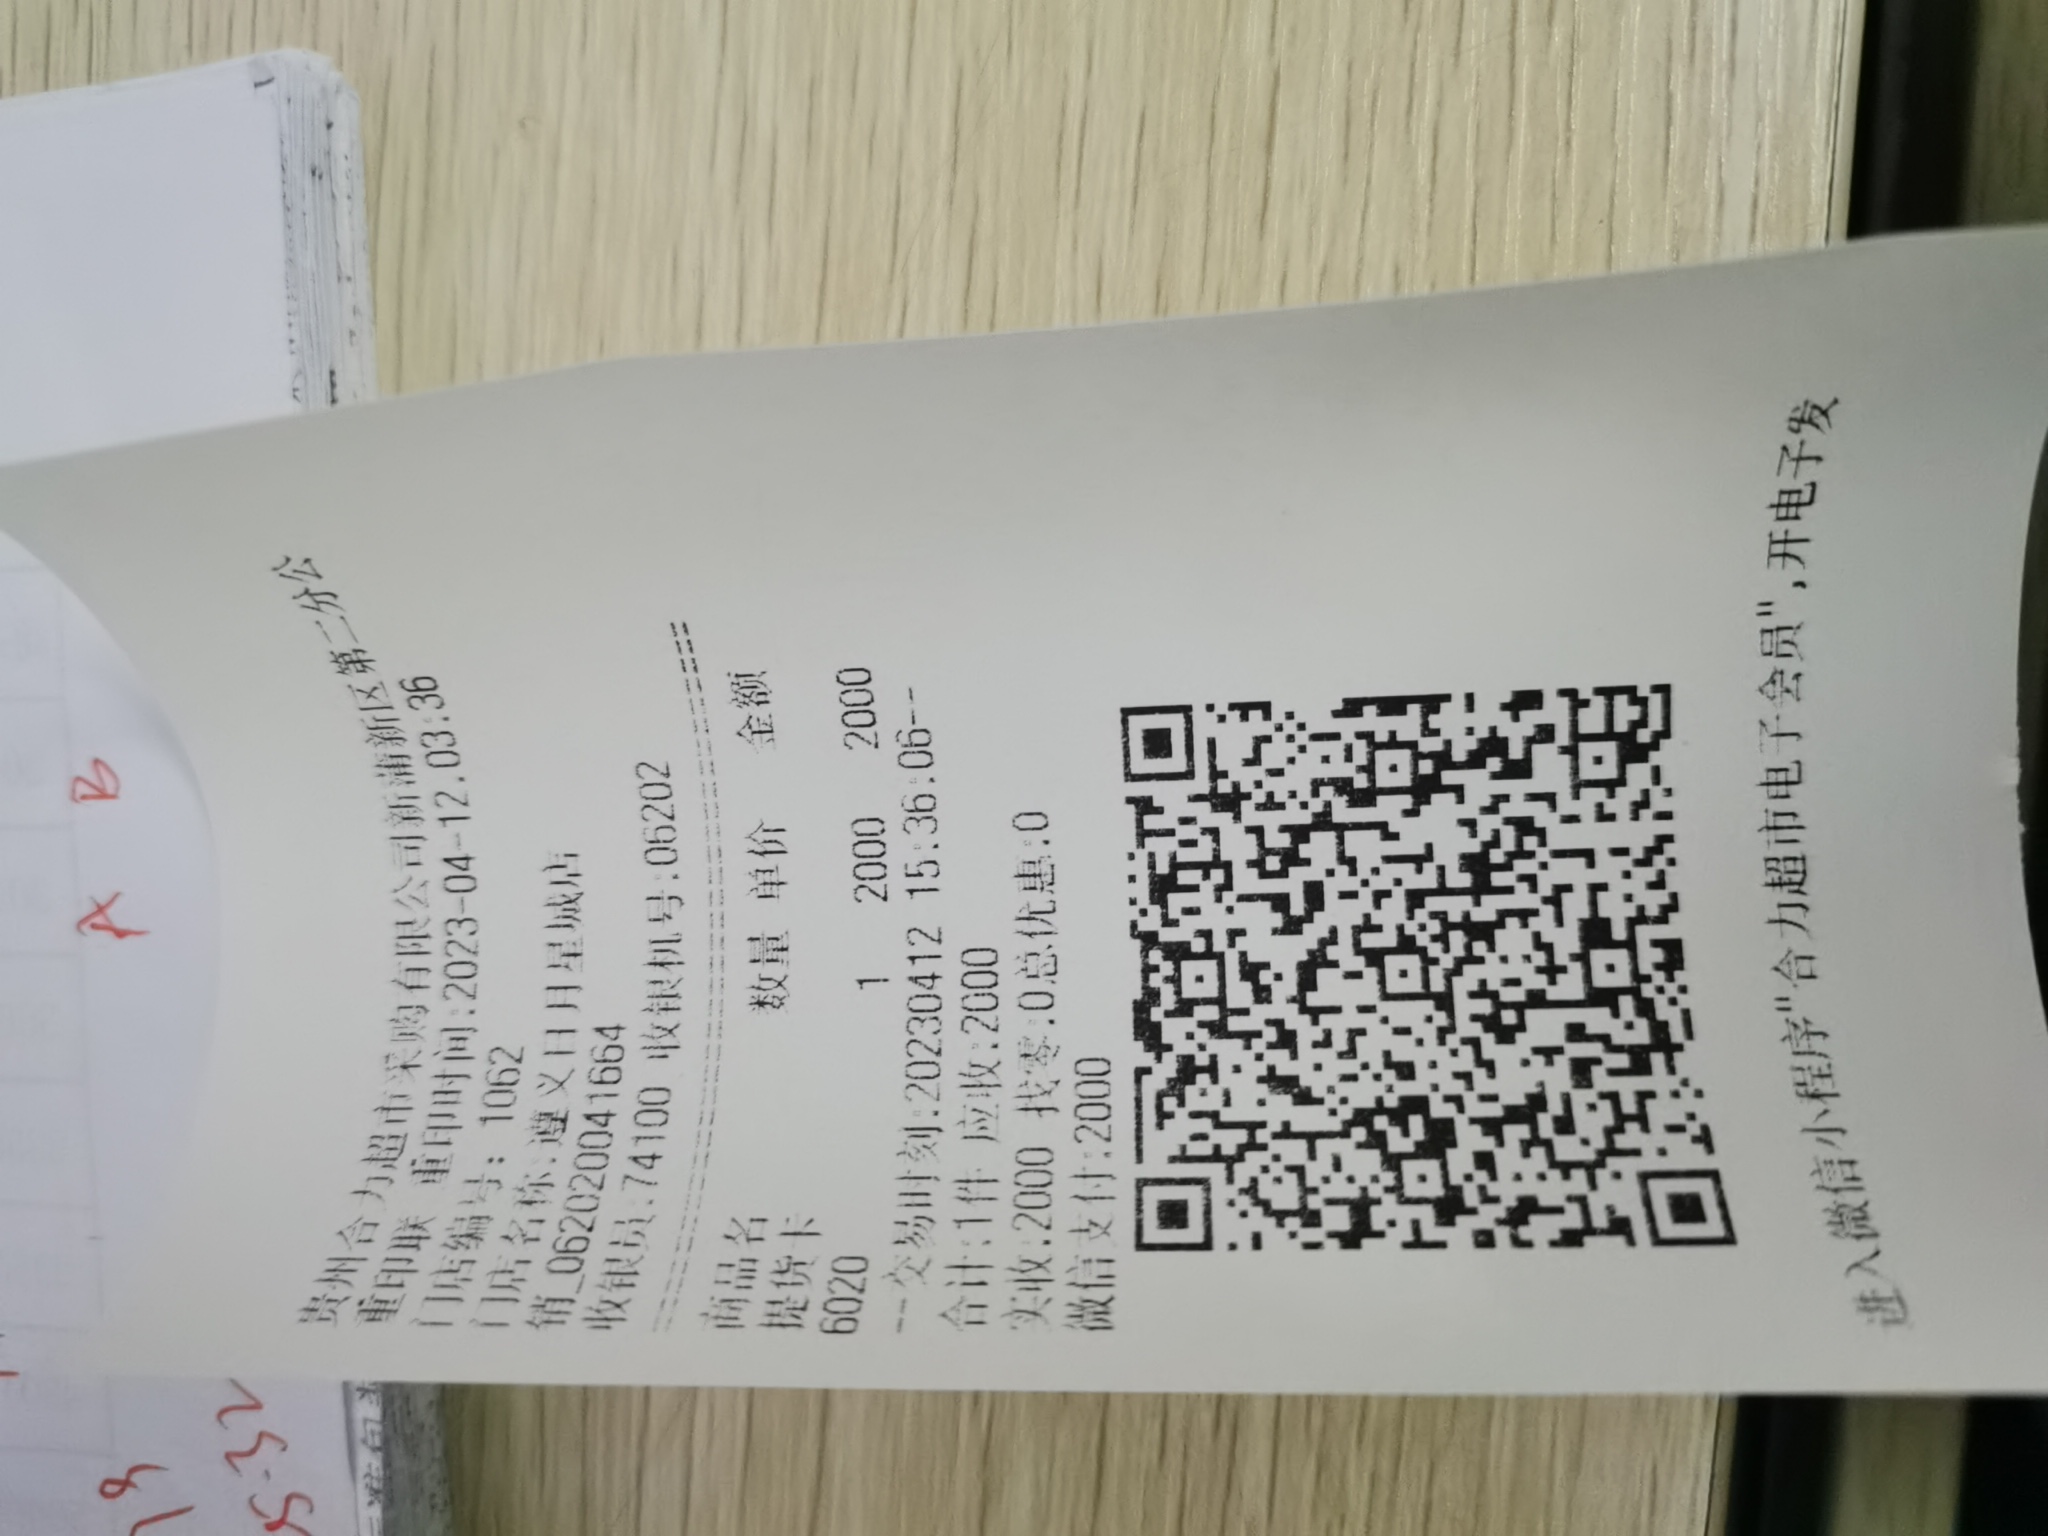 贵州合力超市采购有限公司新蒲新区第二分公
重印联 重印时间:2023-04-12.03:36
门店编号: 1062
门店名称:遵义日月星城店
销_062020041664
收银员:74100 收银机号:06202
商品名 数量 单价 金额
提货卡
6020 1 2000 2000
--交易时刻:20230412 15:36:06--
合计:1件 应收:2000
实收:2000 找零:0总优惠:0
微信支付:2000
进入微信小程序"合力超市电子会员",开电子发
A B